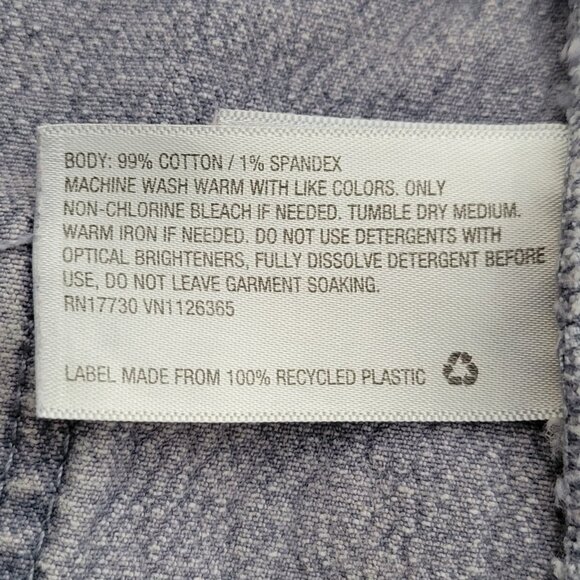 BODY: 99% COTTON / 1% SPANDEX
MACHINE WASH WARM WITH LIKE COLORS. ONLY
NON-CHLORINE BLEACH IF NEEDED. TUMBLE DRY MEDIUM.
WARM IRON IF NEEDED. DO NOT USE DETERGENTS WITH
OPTICAL BRIGHTENERS, FULLY DISSOLVE DETERGENT BEFORE
USE, DO NOT LEAVE GARMENT SOAKING.
RN17730 VN1126365
LABEL MADE FROM 100% RECYCLED PLASTIC